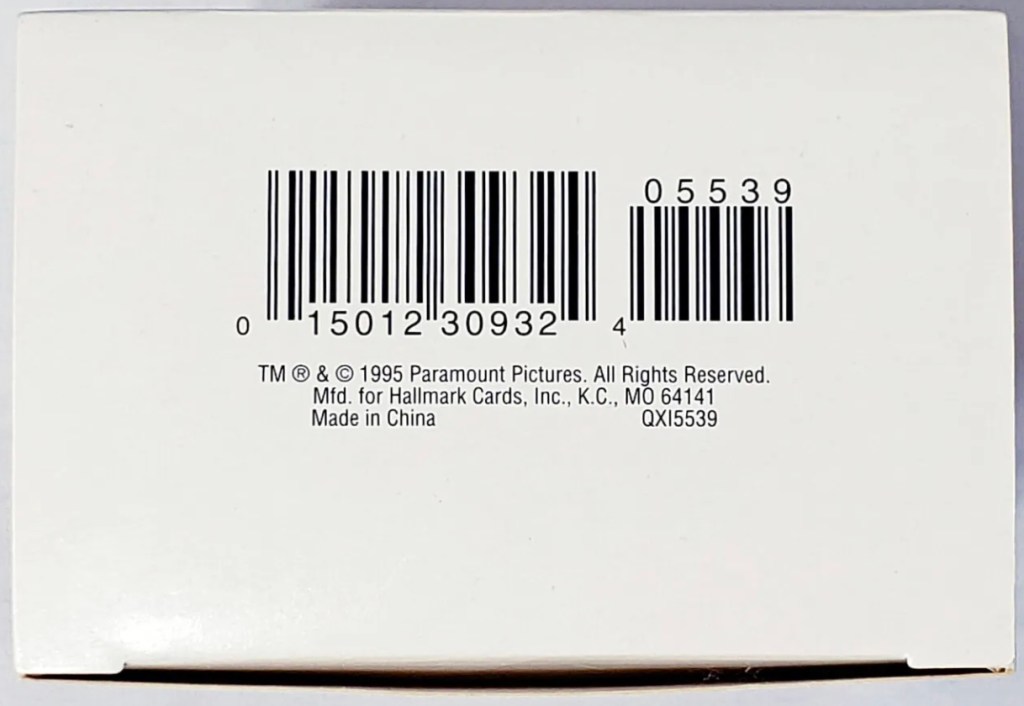 05539
0 15012 30932 4
TM ® & © 1995 Paramount Pictures. All Rights Reserved.
Mfd. for Hallmark Cards, Inc., K.C., MO 64141
Made in China QXI5539